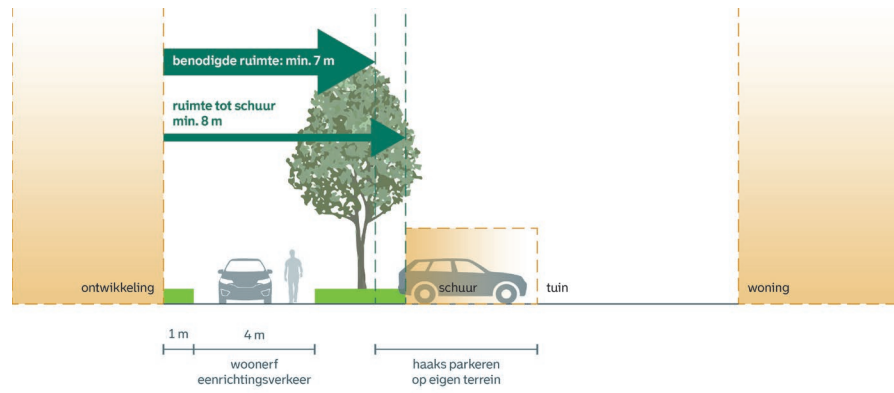 benodigde ruimte: min. 7 m
ruimte tot schuur
min. 8 m
ontwikkeling
schuur
tuin
woning
1 m
4 m
woonerf
eenrichtingsverkeer
haaks parkeren
op eigen terrein